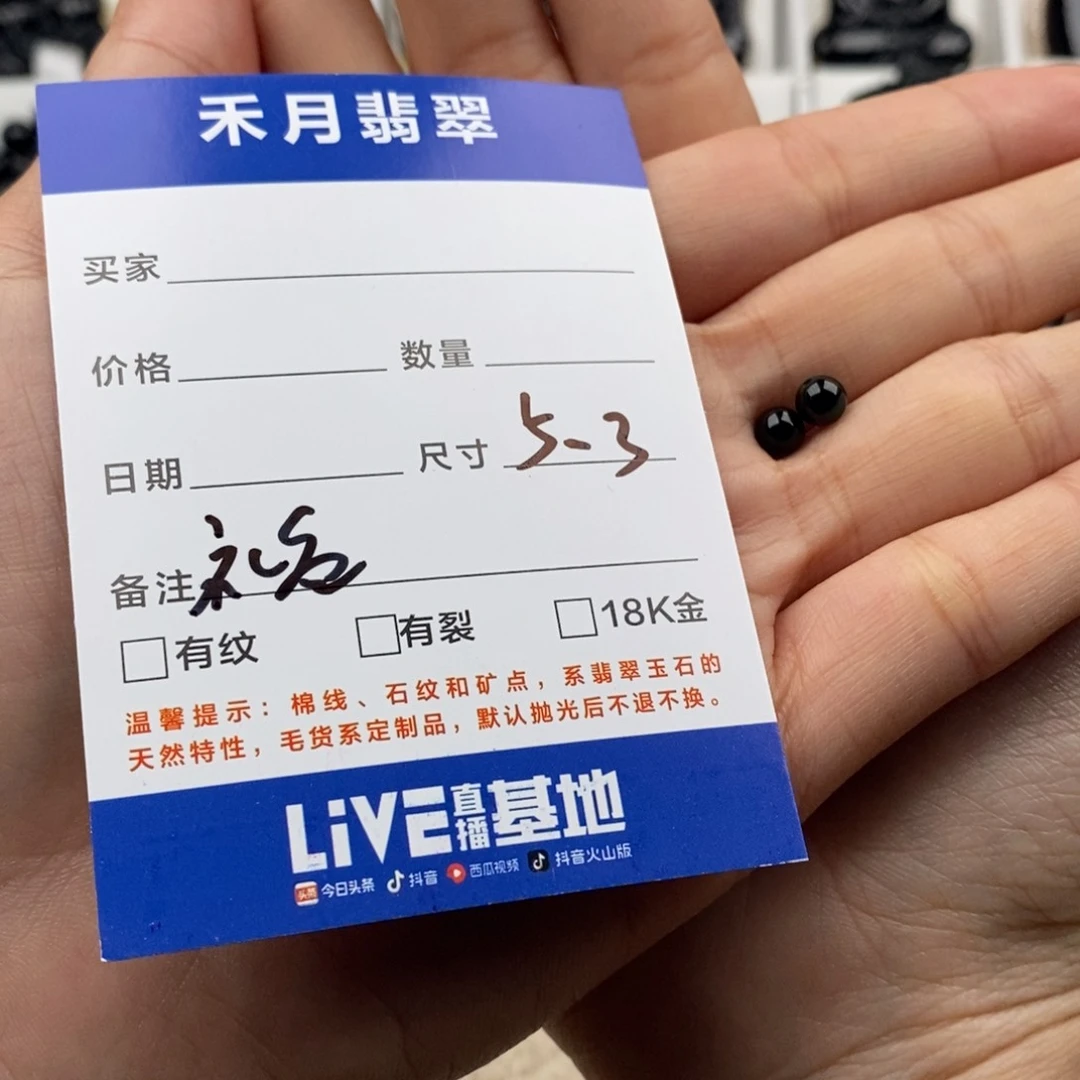 禾月翡翠
买家
价格 数量
日期 尺寸 5-3
备注 礼包
有纹 有裂 18K金
温馨提示：棉线、石纹和矿点，系翡翠玉石的
天然特性，毛货系定制品，默认抛光后不退不换。
LiVE直播基地
头条 今日头条 抖音 西瓜视频 抖音火山版